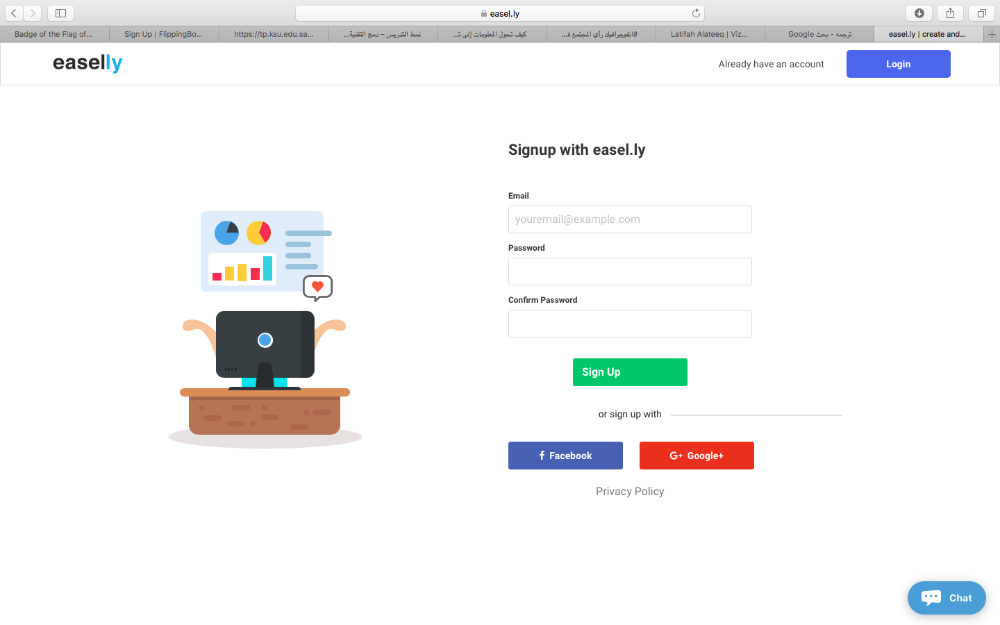 easel.ly
Badge of the Flag of...
Sign Up | FlippingBo...
https://tp.ksu.edu.sa...
نمط التدريس – دمج التقنية...
كيف تحول المعلومات إلى تـ...
#انفوجرافيك رأي المجتمع فـ...
Latifah Alateeq | Viz...
ترجمه - بحث Google
easel.ly | create and...
easelly
Already have an account
Login
Signup with easel.ly
Email
youremail@example.com
Password
Confirm Password
Sign Up
or sign up with
f Facebook
G+ Google+
Privacy Policy
Chat